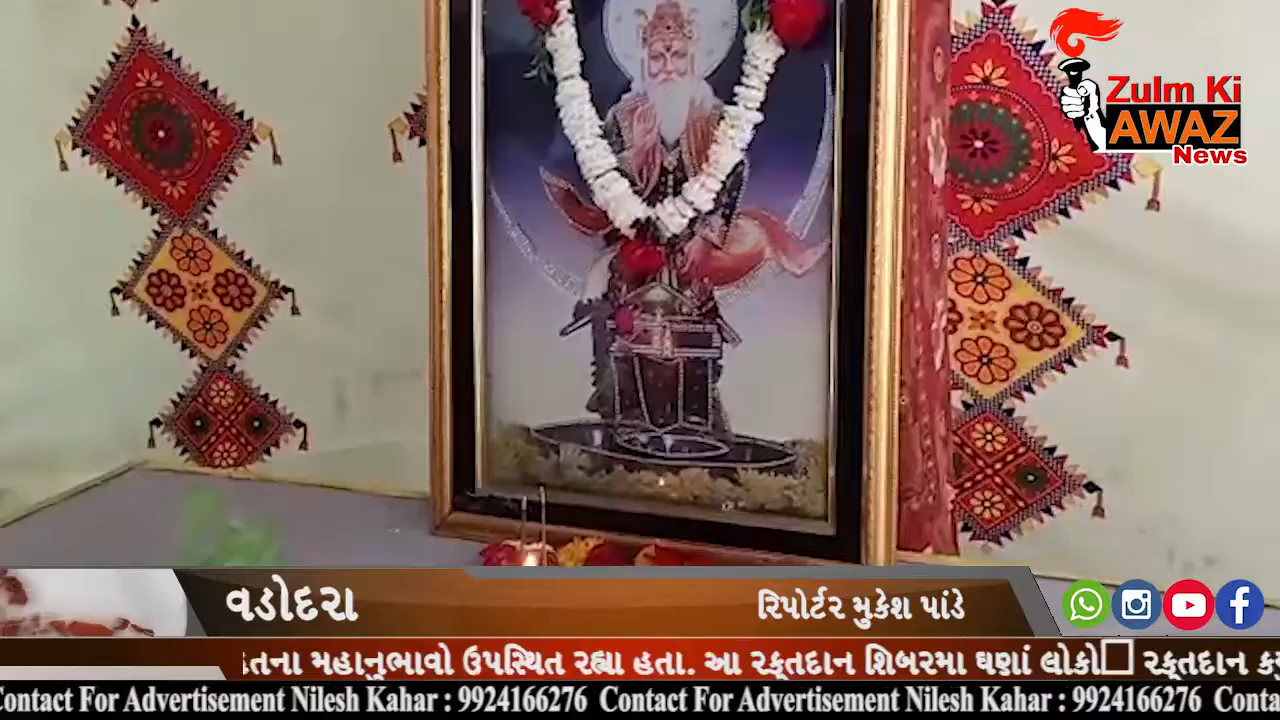 Zulm Ki
AWAZ
News
વડોદરા
રિપોર્ટર મુકેશ પાંડે
મહાનુભાવો ઉપસ્થિત રહ્યા હતા. આ રક્તદાન શિબરમા ઘણાં લોકો રક્તદાન
Contact For Advertisement Nilesh Kahar : 9924166276 Contact For Advertisement Nilesh Kahar : 9924166276